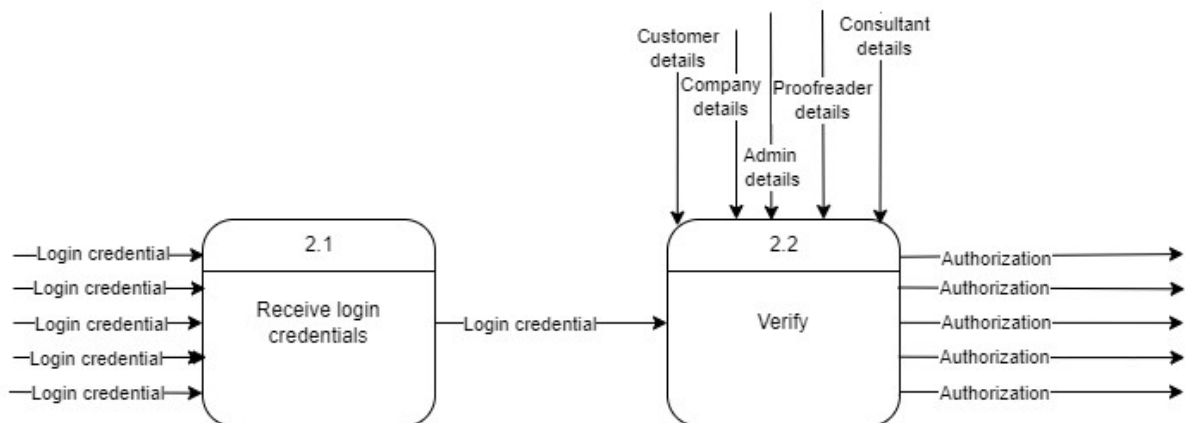 Customer
details
Company
details
Admin
details
Proofreader
details
Consultant
details
2.1
Receive login
credentials
Login credential
Login credential
Login credential
Login credential
Login credential
Login credential
2.2
Verify
Authorization
Authorization
Authorization
Authorization
Authorization